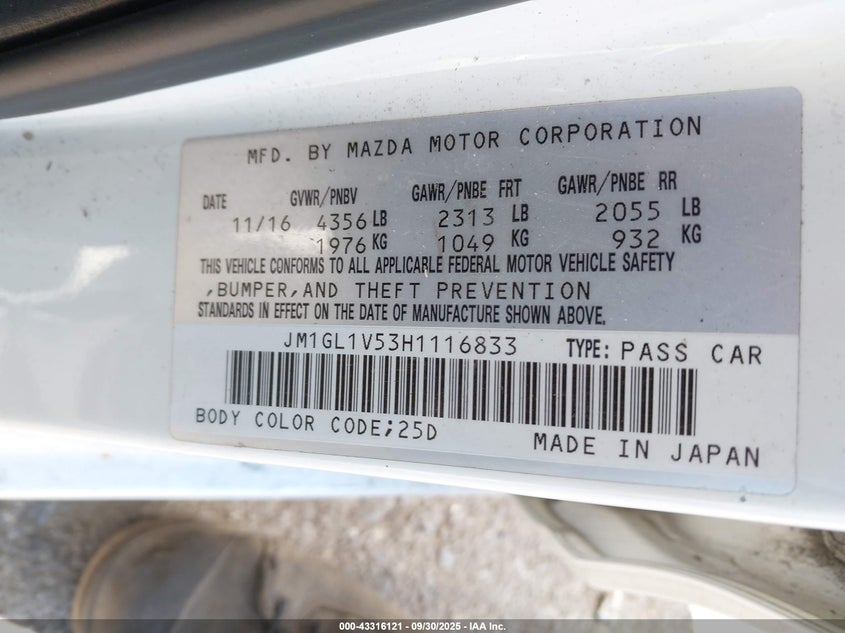 MFD. BY MAZDA MOTOR CORPORATION
DATE GVWR/PNBV GAWR/PNBE FRT GAWR/PNBE RR
11/16 4356 LB 2313 LB 2055 LB
1976 KG 1049 KG 932 KG
THIS VEHICLE CONFORMS TO ALL APPLICABLE FEDERAL MOTOR VEHICLE SAFETY
,BUMPER,AND THEFT PREVENTION
STANDARDS IN EFFECT ON THE DATE OF MANUFACTURE SHOWN ABOVE.
JM1GL1V53H1116833 TYPE: PASS CAR
BODY COLOR CODE;25D
MADE IN JAPAN
000-43316121 - 09/30/2025 - IAA Inc.